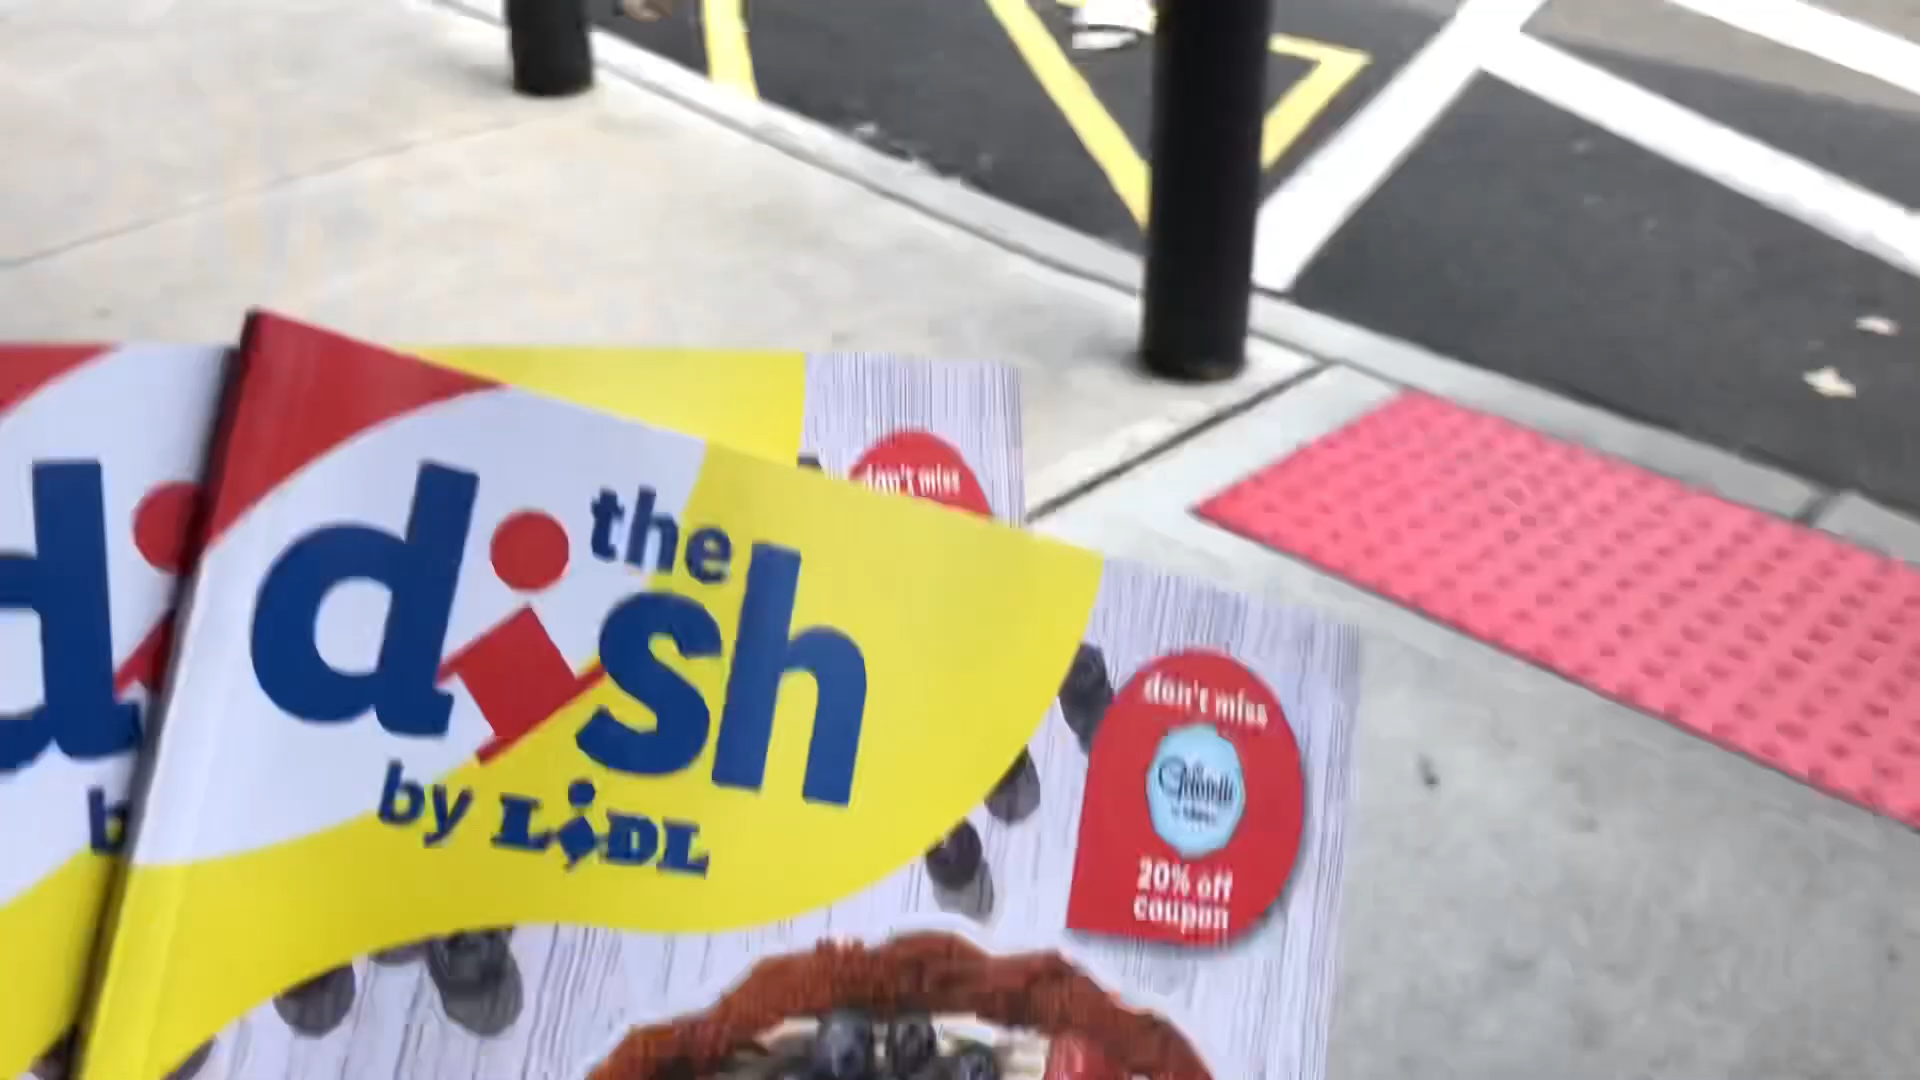 don't miss
d
the
dish
by LiDL
b
don't miss
20% off
coupon